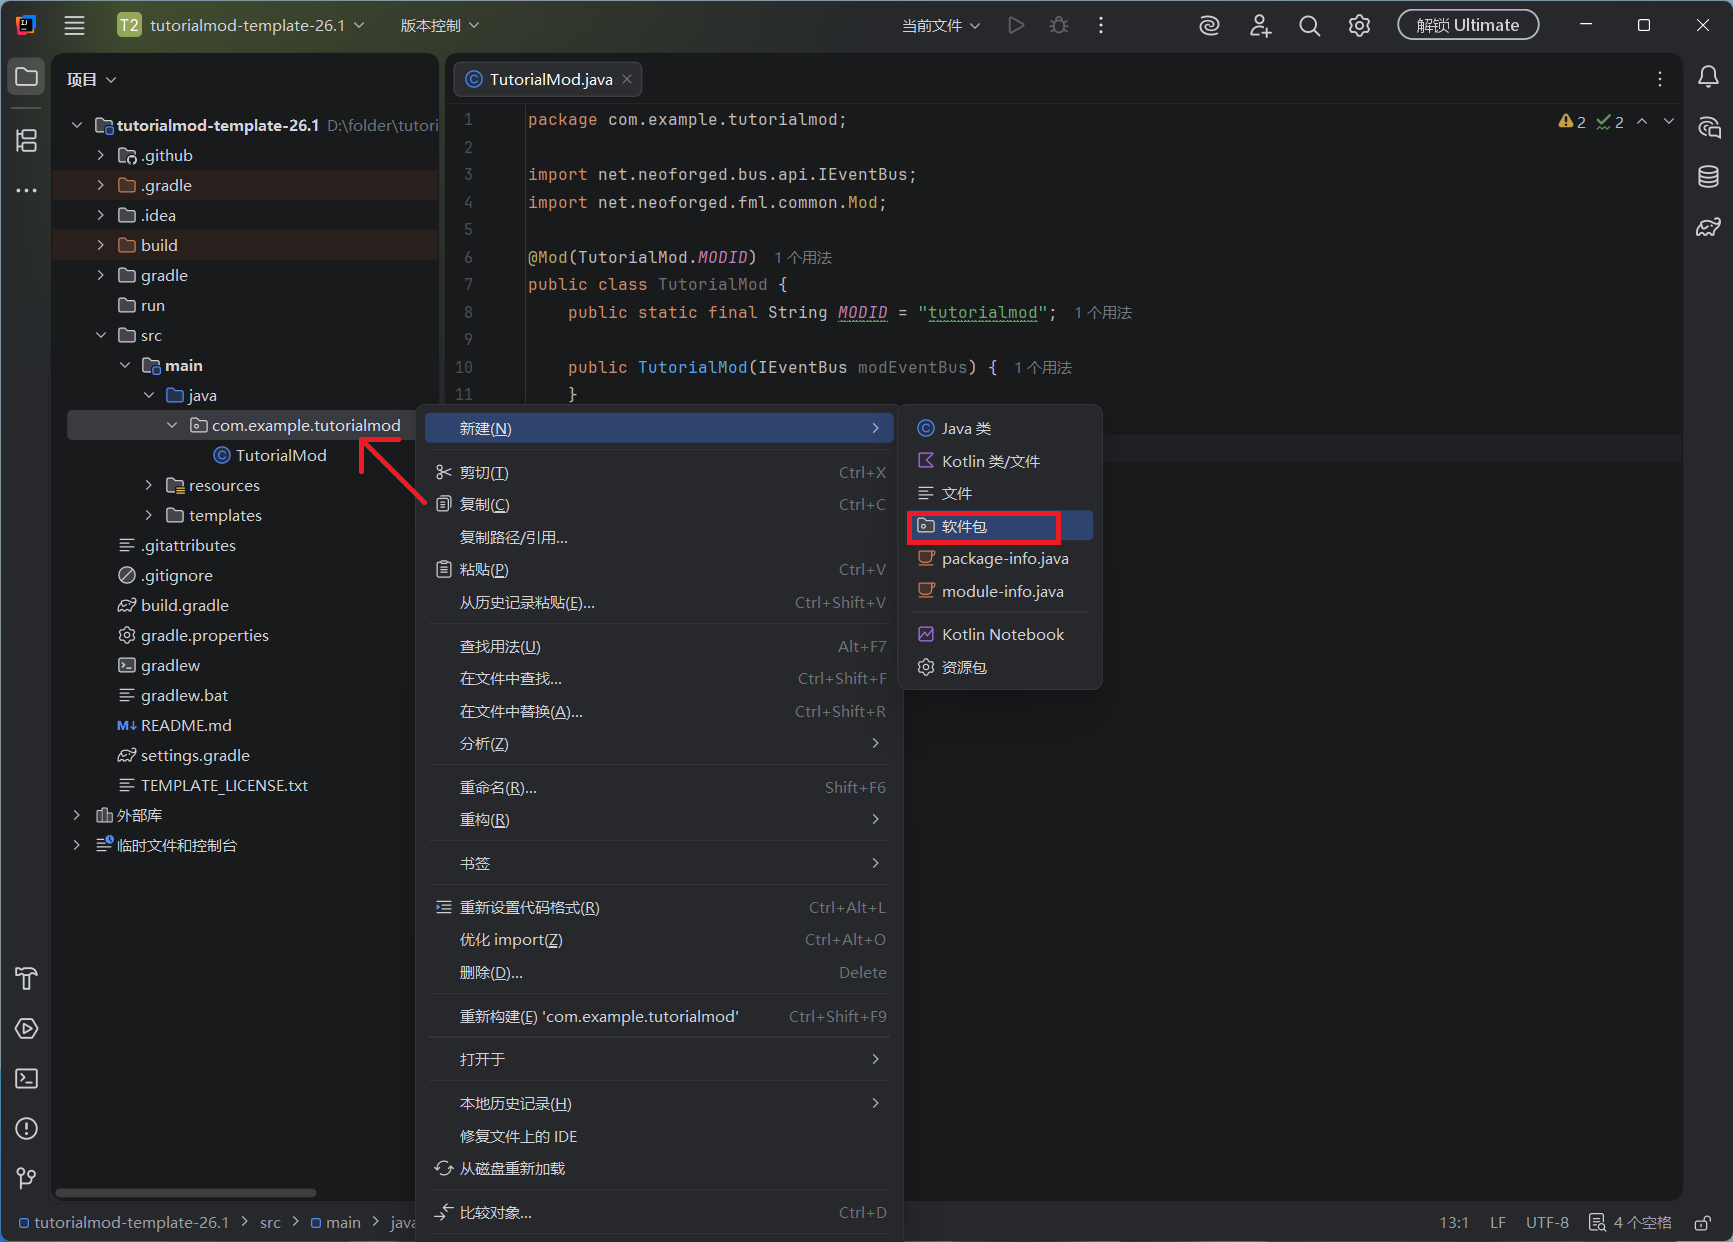 T2 tutorialmod-template-26.1 版本控制 当前文件 解锁 Ultimate
项目
tutorialmod-template-26.1 D:\folder\tutori
.github
.gradle
.idea
build
gradle
run
src
main
java
com.example.tutorialmod
TutorialMod
resources
templates
.gitattributes
.gitignore
build.gradle
gradle.properties
gradlew
gradlew.bat
M↓ README.md
settings.gradle
TEMPLATE_LICENSE.txt
外部库
临时文件和控制台
TutorialMod.java
2 2
1 package com.example.tutorialmod;
2
3 import net.neoforged.bus.api.IEventBus;
4 import net.neoforged.fml.common.Mod;
5
6 @Mod(TutorialMod.MODID) 1 个用法
7 public class TutorialMod {
8 public static final String MODID = "tutorialmod"; 1 个用法
9
10 public TutorialMod(IEventBus modEventBus) { 1 个用法
11 }
新建(N)
剪切(T) Ctrl+X
复制(C) Ctrl+C
复制路径/引用...
粘贴(P) Ctrl+V
从历史记录粘贴(E)... Ctrl+Shift+V
查找用法(U) Alt+F7
在文件中查找... Ctrl+Shift+F
在文件中替换(A)... Ctrl+Shift+R
分析(Z)
重命名(R)... Shift+F6
重构(R)
书签
重新设置代码格式(R) Ctrl+Alt+L
优化 import(Z) Ctrl+Alt+O
删除(D)... Delete
重新构建(E) 'com.example.tutorialmod' Ctrl+Shift+F9
打开于
本地历史记录(H)
修复文件上的 IDE
从磁盘重新加载
比较对象... Ctrl+D
Java 类
Kotlin 类/文件
文件
软件包
package-info.java
module-info.java
Kotlin Notebook
资源包
tutorialmod-template-26.1 src main java
13:1 LF UTF-8 4 个空格